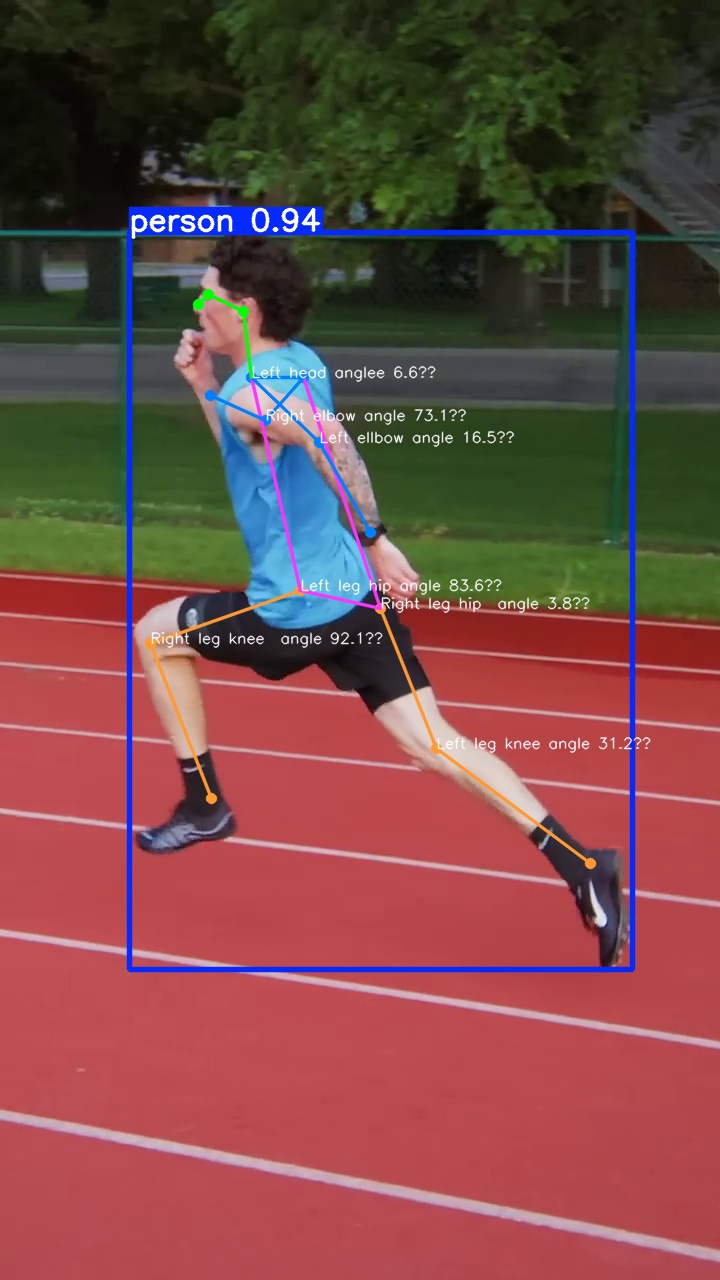 person 0.94
Left head anglee 6.6??
Right elbow angle 73.1??
Left ellbow angle 16.5??
Left leg hip angle 83.6??
Right leg hip  angle 3.8??
Right leg knee  angle 92.1??
Left leg knee angle 31.2??